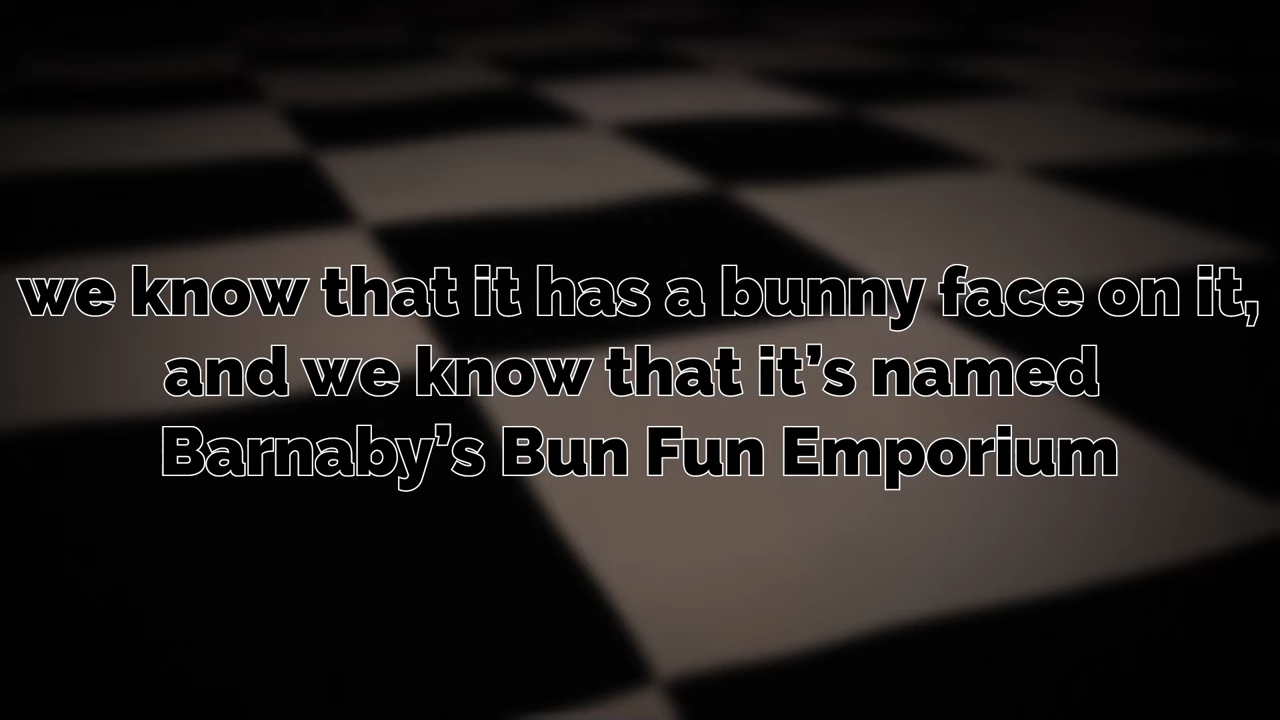 we know that it has a bunny face on it,
and we know that it’s named
Barnaby’s Bun Fun Emporium